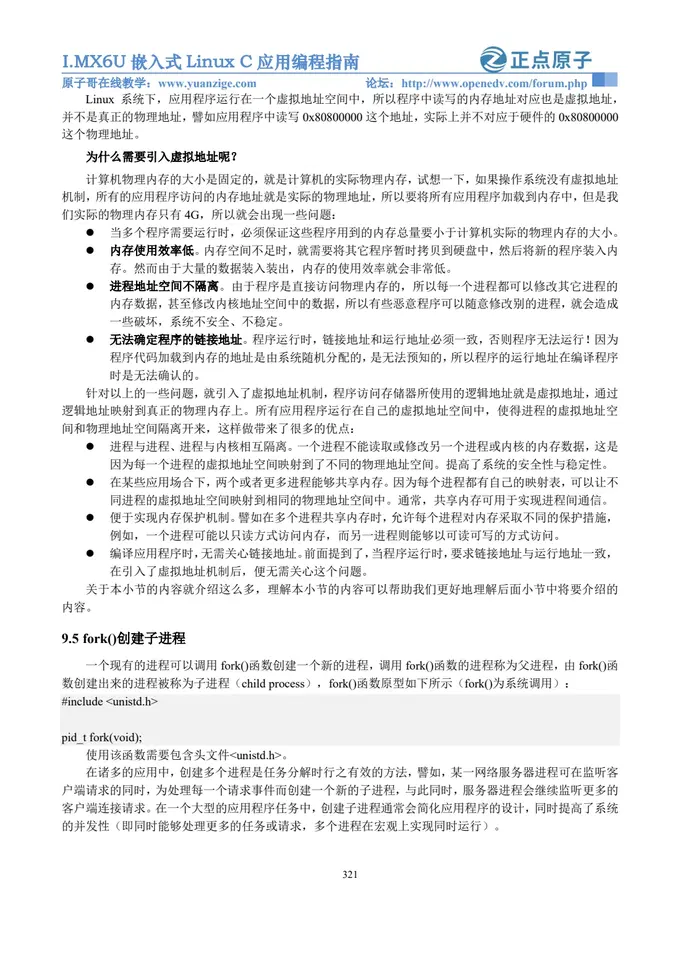 I.MX6U 嵌入式 Linux C 应用编程指南
正点原子
原子哥在线教学：www.yuanzige.com 论坛：http://www.openedv.com/forum.php
Linux 系统下，应用程序运行在一个虚拟地址空间中，所以程序中读写的内存地址对应也是虚拟地址，
并不是真正的物理地址，譬如应用程序中读写 0x80800000 这个地址，实际上并不对应于硬件的 0x80800000
这个物理地址。
为什么需要引入虚拟地址呢？
计算机物理内存的大小是固定的，就是计算机的实际物理内存，试想一下，如果操作系统没有虚拟地址
机制，所有的应用程序访问的内存地址就是实际的物理地址，所以要将所有应用程序加载到内存中，但是我
们实际的物理内存只有 4G，所以就会出现一些问题：
● 当多个程序需要运行时，必须保证这些程序用到的内存总量要小于计算机实际的物理内存的大小。
● 内存使用效率低。内存空间不足时，就需要将其它程序暂时拷贝到硬盘中，然后将新的程序装入内
存。然而由于大量的数据装入装出，内存的使用效率就会非常低。
● 进程地址空间不隔离。由于程序是直接访问物理内存的，所以每一个进程都可以修改其它进程的
内存数据，甚至修改内核地址空间中的数据，所以有些恶意程序可以随意修改别的进程，就会造成
一些破坏，系统不安全、不稳定。
● 无法确定程序的链接地址。程序运行时，链接地址和运行地址必须一致，否则程序无法运行！因为
程序代码加载到内存的地址是由系统随机分配的，是无法预知的，所以程序的运行地址在编译程序
时是无法确认的。
针对以上的一些问题，就引入了虚拟地址机制，程序访问存储器所使用的逻辑地址就是虚拟地址，通过
逻辑地址映射到真正的物理内存上。所有应用程序运行在自己的虚拟地址空间中，使得进程的虚拟地址空
间和物理地址空间隔离开来，这样做带来了很多的优点：
● 进程与进程、进程与内核相互隔离。一个进程不能读取或修改另一个进程或内核的内存数据，这是
因为每一个进程的虚拟地址空间映射到了不同的物理地址空间。提高了系统的安全性与稳定性。
● 在某些应用场合下，两个或者更多进程能够共享内存。因为每个进程都有自己的映射表，可以让不
同进程的虚拟地址空间映射到相同的物理地址空间中。通常，共享内存可用于实现进程间通信。
● 便于实现内存保护机制。譬如在多个进程共享内存时，允许每个进程对内存采取不同的保护措施，
例如，一个进程可能以只读方式访问内存，而另一进程则能够以可读可写的方式访问。
● 编译应用程序时，无需关心链接地址。前面提到了，当程序运行时，要求链接地址与运行地址一致，
在引入了虚拟地址机制后，便无需关心这个问题。
关于本小节的内容就介绍这么多，理解本小节的内容可以帮助我们更好地理解后面小节中将要介绍的
内容。
9.5 fork()创建子进程
一个现有的进程可以调用 fork()函数创建一个新的进程，调用 fork()函数的进程称为父进程，由 fork()函
数创建出来的进程被称为子进程（child process），fork()函数原型如下所示（fork()为系统调用）：
#include <unistd.h>
pid_t fork(void);
使用该函数需要包含头文件<unistd.h>。
在诸多的应用中，创建多个进程是任务分解时行之有效的方法，譬如，某一网络服务器进程可在监听客
户端请求的同时，为处理每一个请求事件而创建一个新的子进程，与此同时，服务器进程会继续监听更多的
客户端连接请求。在一个大型的应用程序任务中，创建子进程通常会简化应用程序的设计，同时提高了系统
的并发性（即同时能够处理更多的任务或请求，多个进程在宏观上实现同时运行）。
321